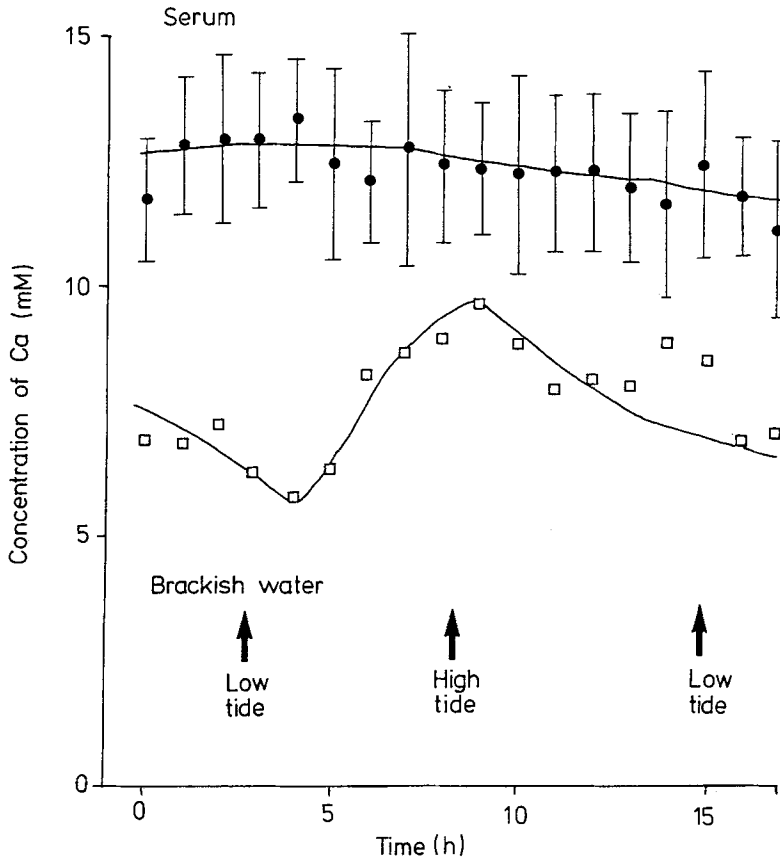 Serum
15
10
5
0
Concentration of Ca (mM)
Brackish water
Low
tide
High
tide
Low
tide
0
5
10
15
Time (h)